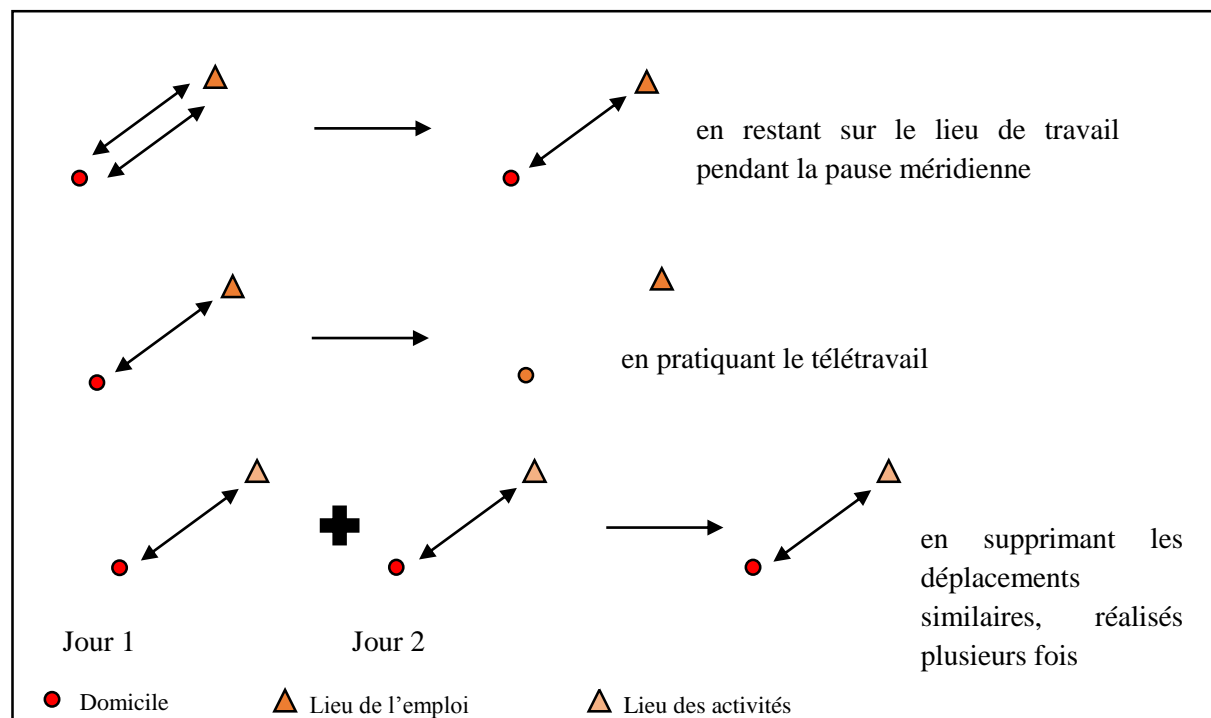 en restant sur le lieu de travail
pendant la pause méridienne
en pratiquant le télétravail
en supprimant les
déplacements
similaires, réalisés
plusieurs fois
Jour 1
Jour 2
Domicile
Lieu de l’emploi
Lieu des activités